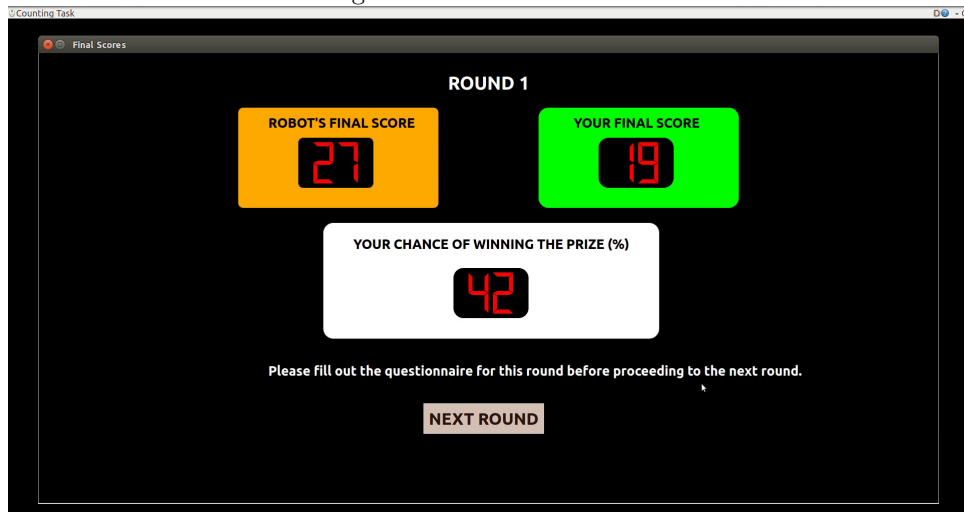 Counting Task
Final Scores
ROUND 1
ROBOT'S FINAL SCORE
YOUR FINAL SCORE
27
19
YOUR CHANCE OF WINNING THE PRIZE (%)
42
Please fill out the questionnaire for this round before proceeding to the next round.
NEXT ROUND